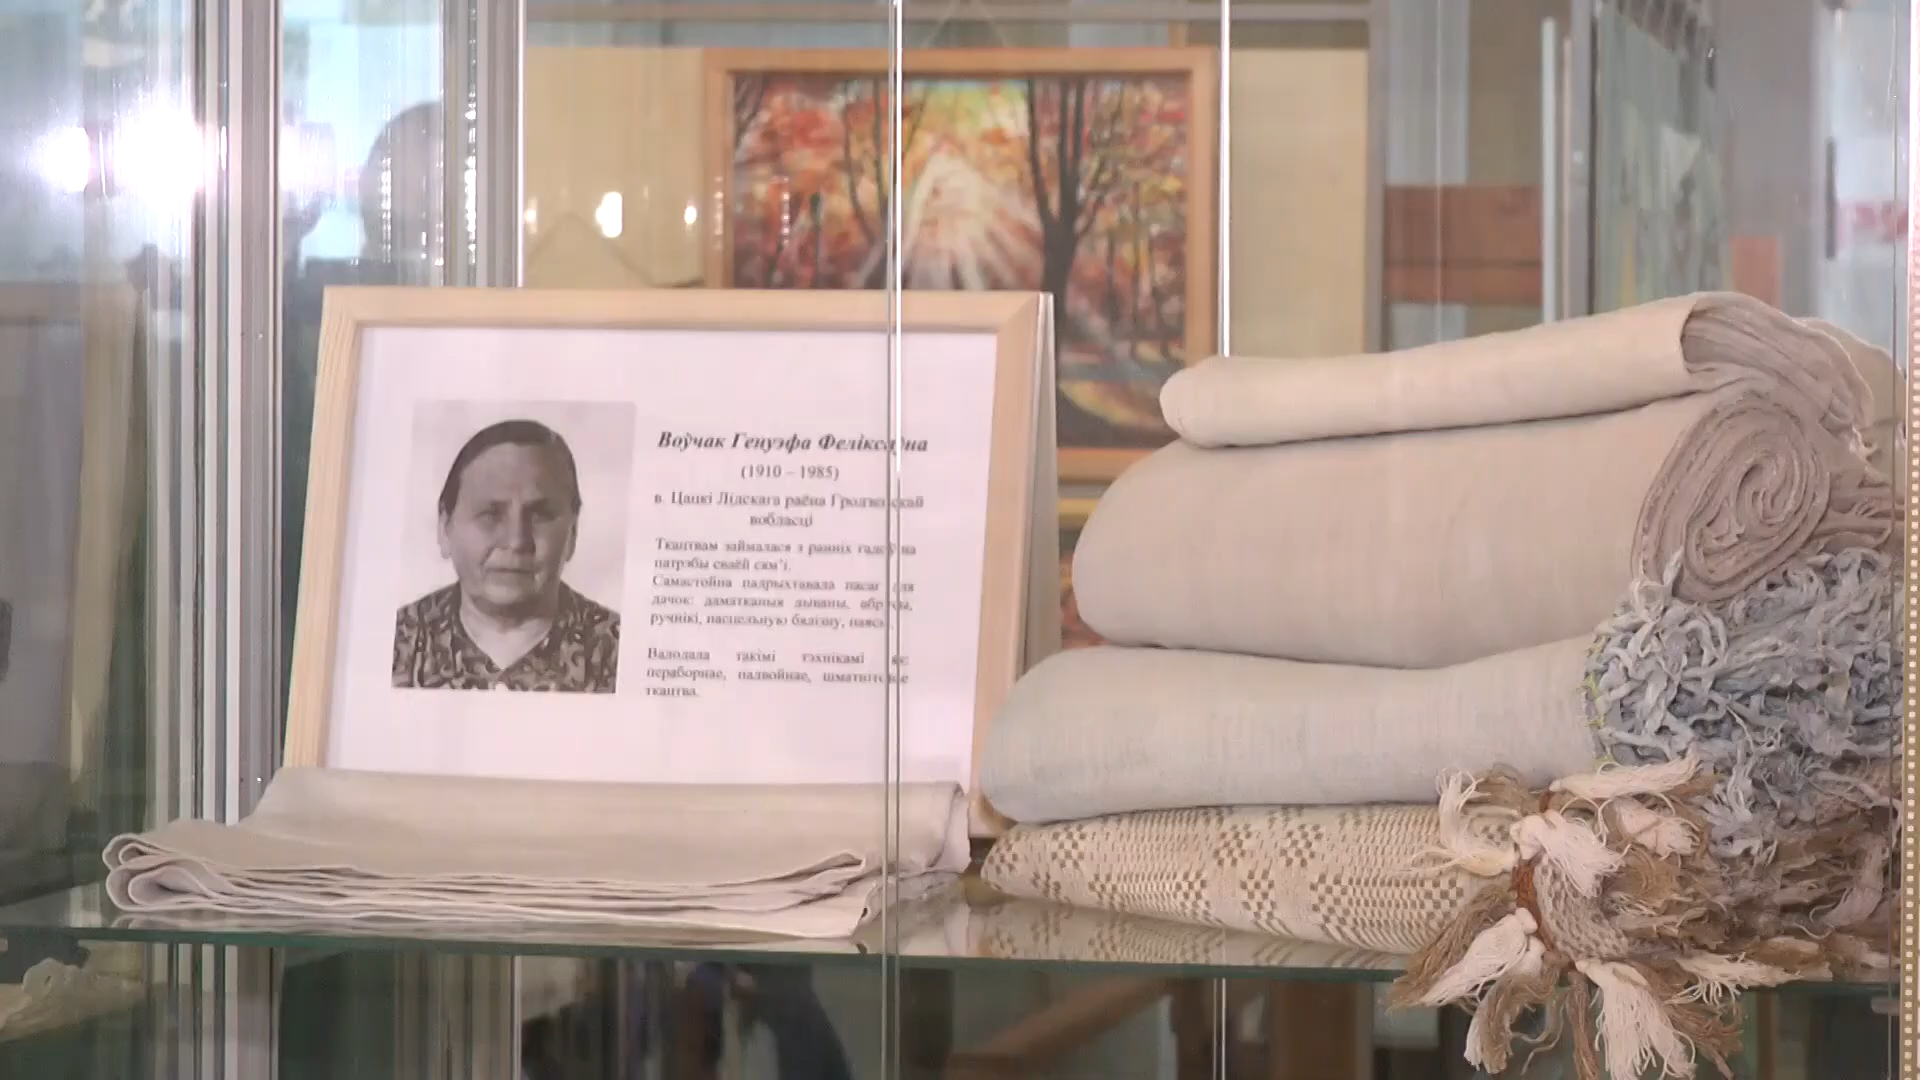 Воўчак Генуэфа Феліксаўна
(1910 – 1985)
в. Цацкі Лідскага раёна Гродзенскай
вобласці
Ткацтвам займалася з ранніх гадоў на
патрэбы сваёй сям'і.
Самастойна падрыхтавала пасаг для
дачок: даматканыя дываны, абрусы,
ручнікі, пасцельную бялізну, паясы.
Валодала такімі тэхнікамі як:
пераборнае, падвойнае, шматнітовае
ткацтва.